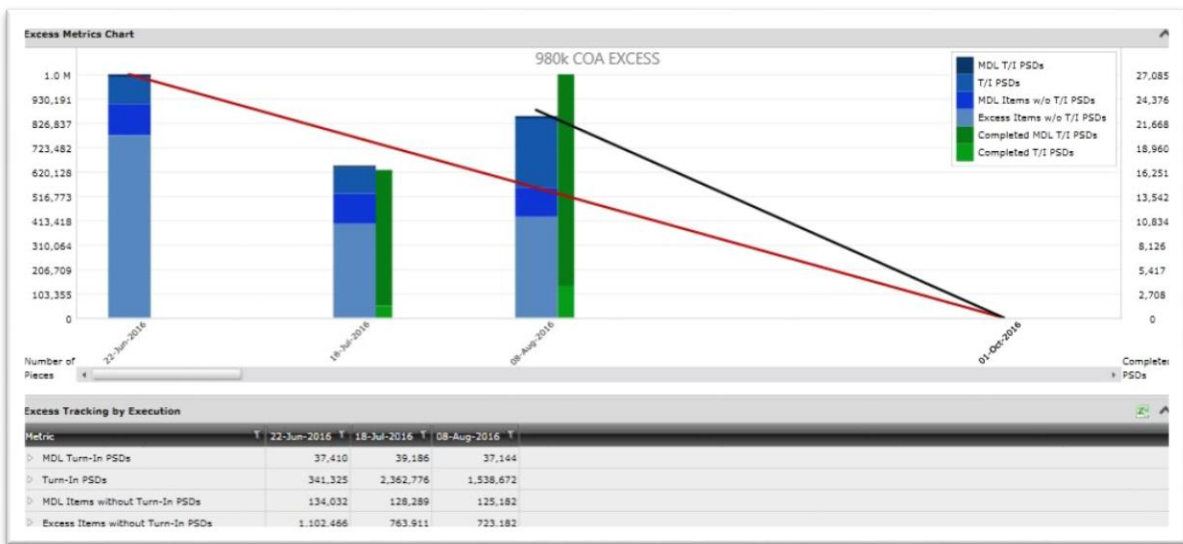 Excess Metrics Chart
980k COA EXCESS
MDL T/I PSDs
T/I PSDs
MDL Items w/o T/I PSDs
Excess Items w/o T/I PSDs
Completed MDL T/I PSDs
Completed T/I PSDs
1.0 M
930,191
826,837
723,482
620,128
516,773
413,418
310,064
206,709
103,355
0
27,085
24,376
21,668
18,960
16,251
13,542
10,834
8,126
5,417
2,708
0
22-Jun-2016
18-Jul-2016
08-Aug-2016
01-Oct-2016
Number of
Pieces
Complete
PSDs
Excess Tracking by Execution
Metric 22-Jun-2016 18-Jul-2016 08-Aug-2016
MDL Turn-In PSDs 37,410 39,186 37,144
Turn-In PSDs 341,325 2,362,776 1,538,672
MDL Items without Turn-In PSDs 134,032 128,289 125,182
Excess Items without Turn-In PSDs 1,102,466 763,911 723,182